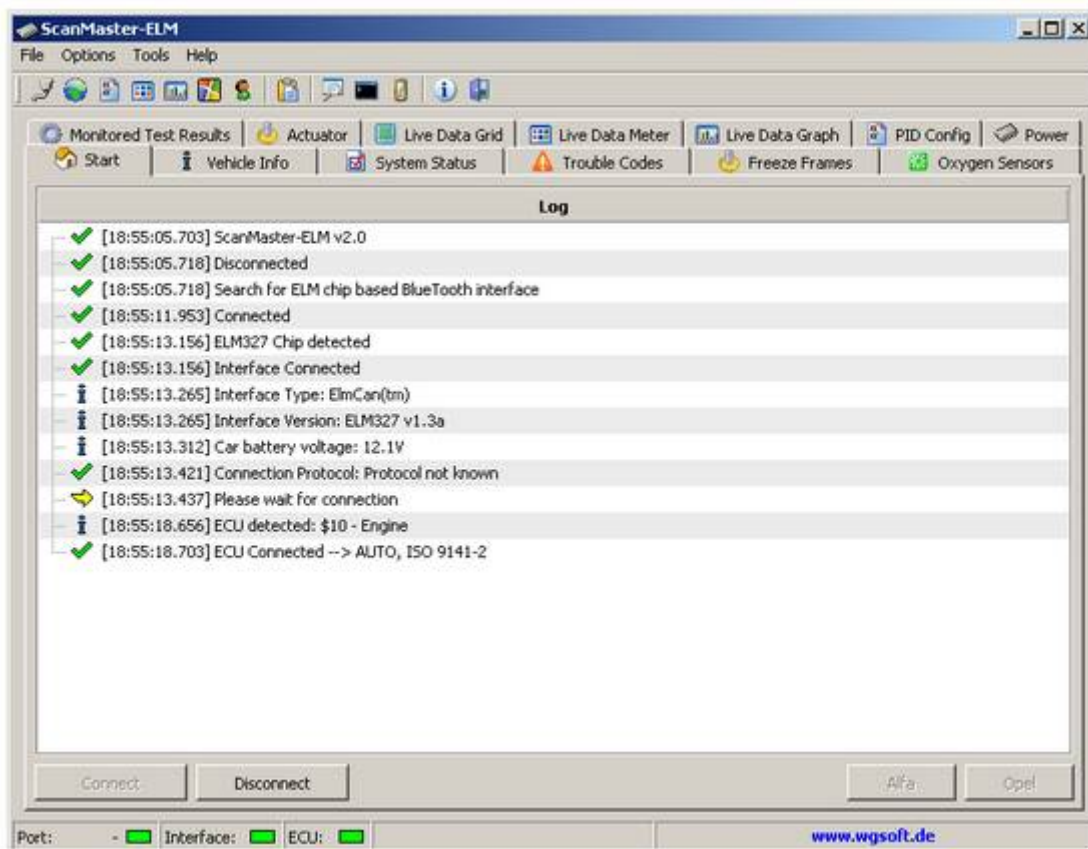 ScanMaster-ELM
File Options Tools Help
Monitored Test Results Actuator Live Data Grid Live Data Meter Live Data Graph PID Config Power
Start Vehicle Info System Status Trouble Codes Freeze Frames Oxygen Sensors
Log
[18:55:05.703] ScanMaster-ELM v2.0
[18:55:05.718] Disconnected
[18:55:05.718] Search for ELM chip based BlueTooth interface
[18:55:11.953] Connected
[18:55:13.156] ELM327 Chip detected
[18:55:13.156] Interface Connected
[18:55:13.265] Interface Type: ElmCan(tm)
[18:55:13.265] Interface Version: ELM327 v1.3a
[18:55:13.312] Car battery voltage: 12.1V
[18:55:13.421] Connection Protocol: Protocol not known
[18:55:13.437] Please wait for connection
[18:55:18.656] ECU detected: $10 - Engine
[18:55:18.703] ECU Connected --> AUTO, ISO 9141-2
Connect Disconnect Alfa Opel
Port: - Interface: ECU: www.wgsoft.de